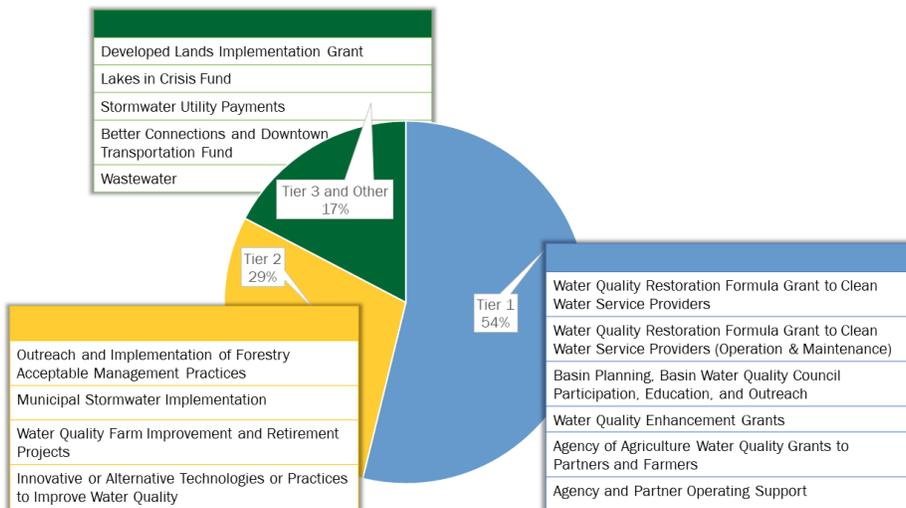 Developed Lands Implementation Grant
Lakes in Crisis Fund
Stormwater Utility Payments
Better Connections and Downtown
Transportation Fund
Wastewater
Tier 3 and Other
17%
Tier 2
29%
Tier 1
54%
Water Quality Restoration Formula Grant to Clean
Water Service Providers
Water Quality Restoration Formula Grant to Clean
Water Service Providers (Operation & Maintenance)
Basin Planning, Basin Water Quality Council
Participation, Education, and Outreach
Water Quality Enhancement Grants
Agency of Agriculture Water Quality Grants to
Partners and Farmers
Agency and Partner Operating Support
Outreach and Implementation of Forestry
Acceptable Management Practices
Municipal Stormwater Implementation
Water Quality Farm Improvement and Retirement
Projects
Innovative or Alternative Technologies or Practices
to Improve Water Quality